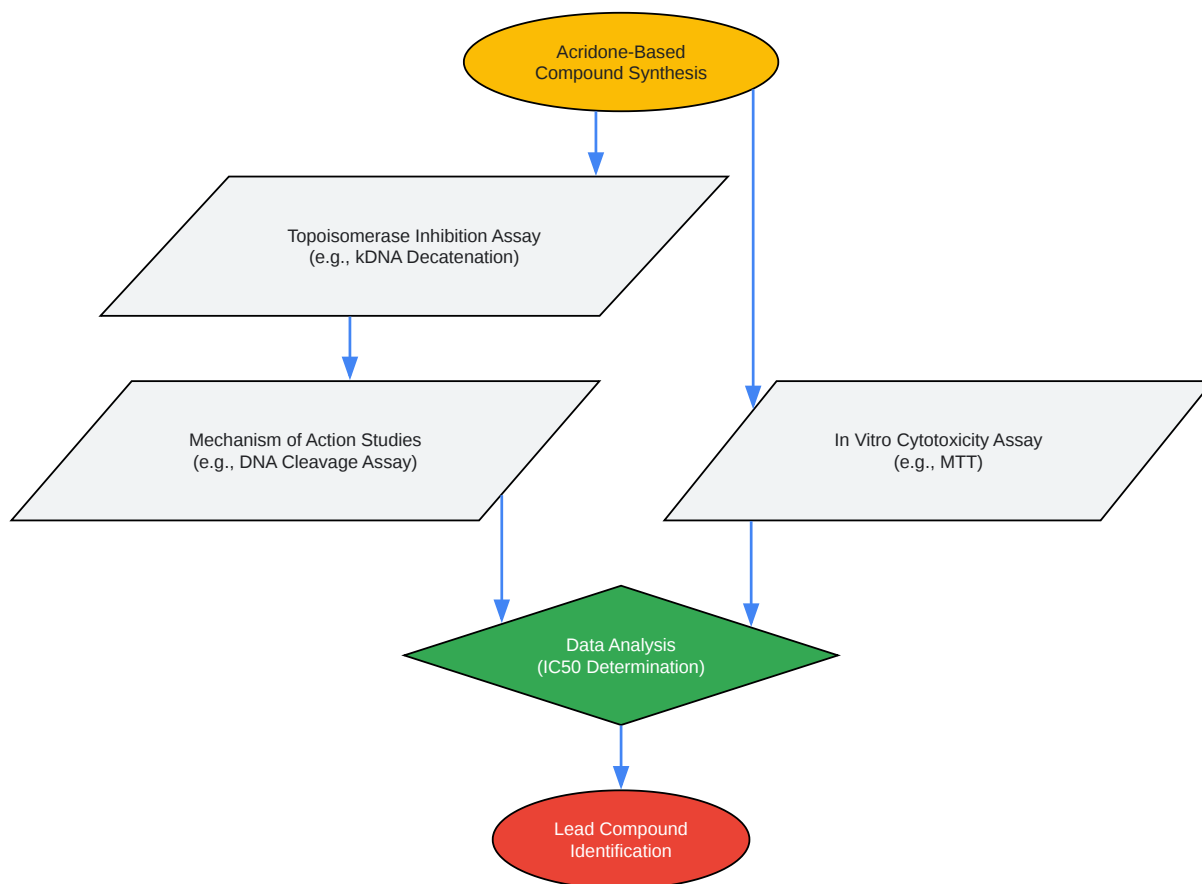 Acridone-Based
Compound Synthesis
Topoisomerase Inhibition Assay
(e.g., kDNA Decatenation)
Mechanism of Action Studies
(e.g., DNA Cleavage Assay)
In Vitro Cytotoxicity Assay
(e.g., MTT)
Data Analysis
(IC50 Determination)
Lead Compound
Identification